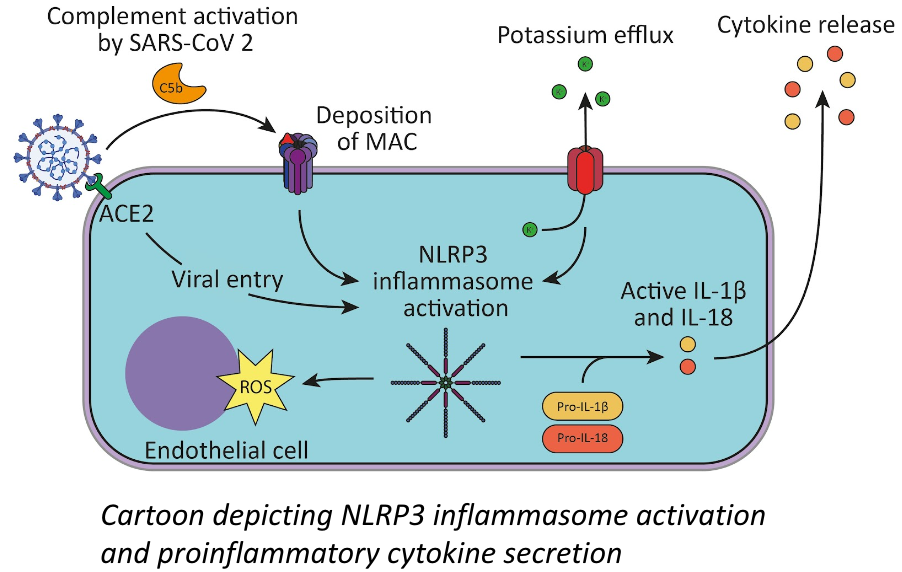 Complement activation
by SARS-CoV 2
C5b
Deposition
of MAC
Potassium efflux
K⁺
K⁺
K⁺
Cytokine release
ACE2
K⁺
Viral entry
NLRP3
inflammasome
activation
Active IL-1β
and IL-18
ROS
Pro-IL-1β
Pro-IL-18
Endothelial cell
Cartoon depicting NLRP3 inflammasome activation
and proinflammatory cytokine secretion